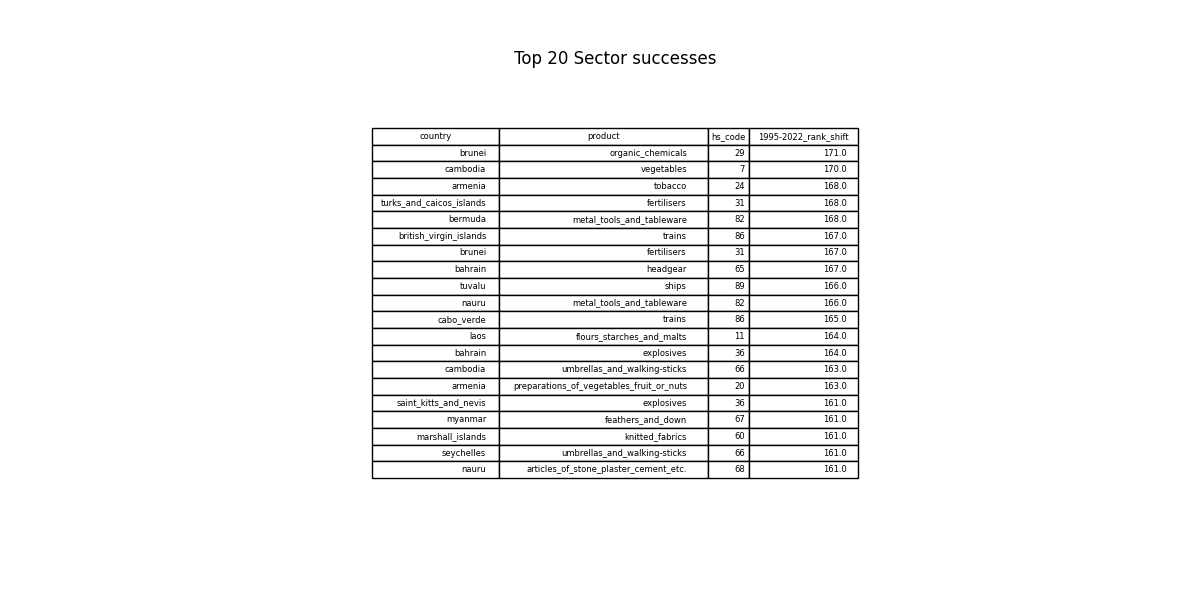 Top 20 Sector successes
country product hs_code 1995-2022_rank_shift
brunei organic_chemicals 29 171.0
cambodia vegetables 7 170.0
armenia tobacco 24 168.0
turks_and_caicos_islands fertilisers 31 168.0
bermuda metal_tools_and_tableware 82 168.0
british_virgin_islands trains 86 167.0
brunei fertilisers 31 167.0
bahrain headgear 65 167.0
tuvalu ships 89 166.0
nauru metal_tools_and_tableware 82 166.0
cabo_verde trains 86 165.0
laos flours_starches_and_malts 11 164.0
bahrain explosives 36 164.0
cambodia umbrellas_and_walking-sticks 66 163.0
armenia preparations_of_vegetables_fruit_or_nuts 20 163.0
saint_kitts_and_nevis explosives 36 161.0
myanmar feathers_and_down 67 161.0
marshall_islands knitted_fabrics 60 161.0
seychelles umbrellas_and_walking-sticks 66 161.0
nauru articles_of_stone_plaster_cement_etc. 68 161.0